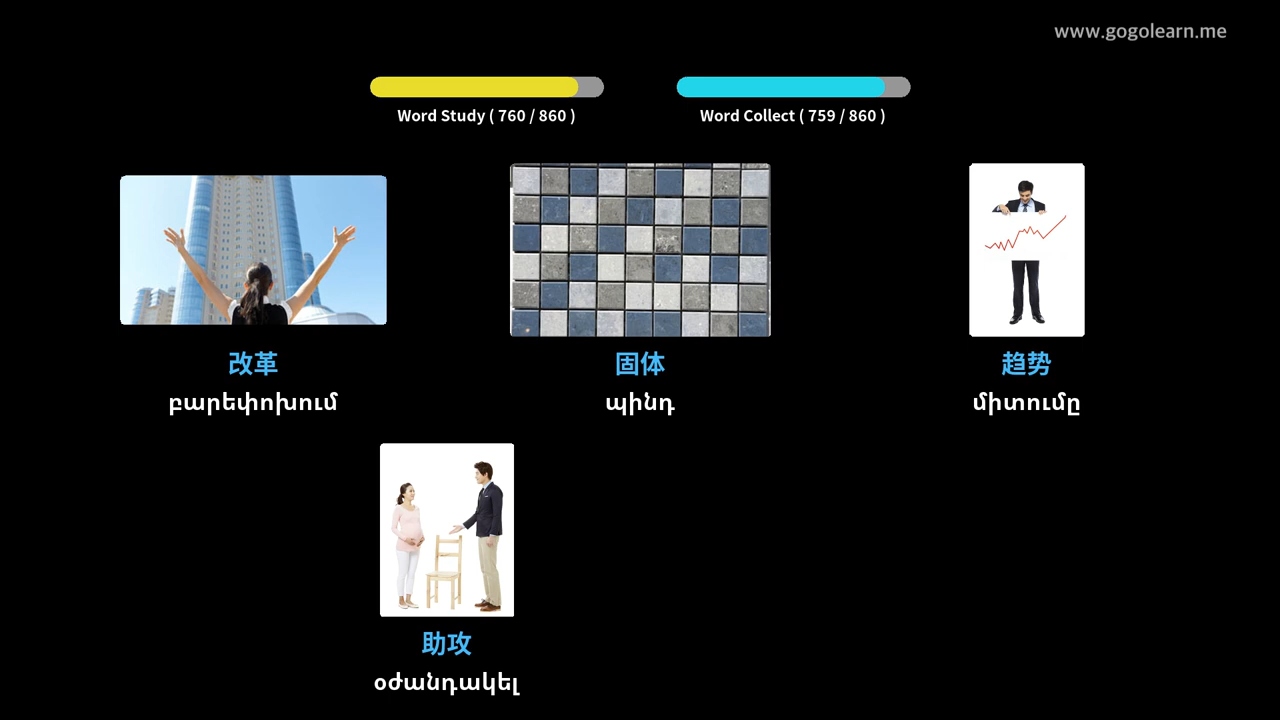 www.gogolearn.me
Word Study ( 760 / 860 )
Word Collect ( 759 / 860 )
改革
բարեփոխում
固体
պինդ
趋势
միտումը
助攻
օժանդակել